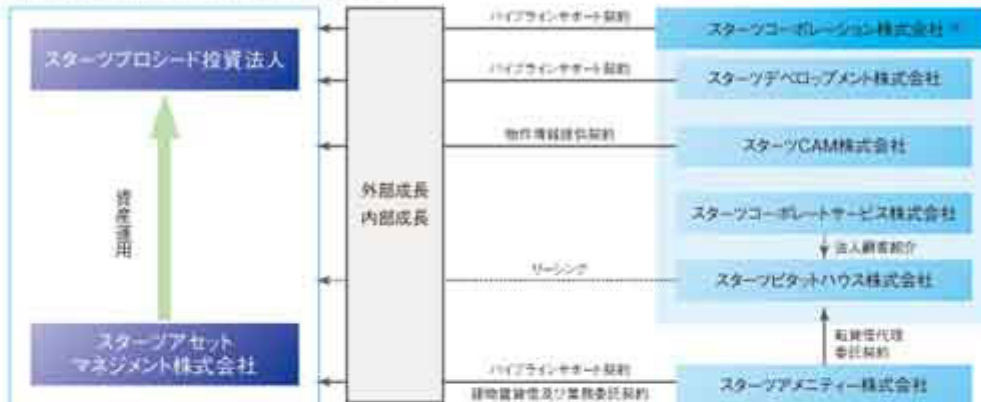 スターツプロシード投資法人
資産運用
スターツアセット
マネジメント株式会社
外部成長
内部成長
パイプラインサポート契約
パイプラインサポート契約
物件情報提供契約
リーシング
パイプラインサポート契約
建物賃貸借及び業務委託契約
スターツコーポレーション株式会社
スターツデベロップメント株式会社
スターツCAM株式会社
スターツコーポレートサービス株式会社
法人顧客紹介
スターツピタットハウス株式会社
転貸借代理
委託契約
スターツアメニティー株式会社